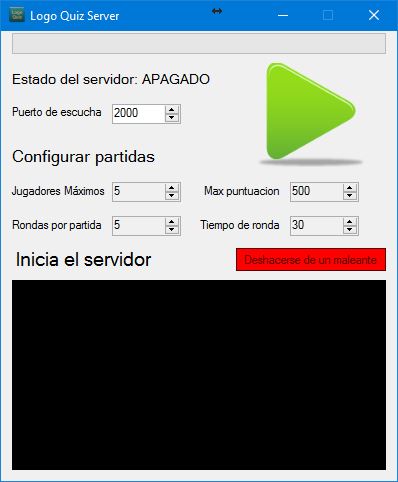 Logo Quiz Server
Estado del servidor: APAGADO
Puerto de escucha 2000
Configurar partidas
Jugadores Máximos 5 Max puntuacion 500
Rondas por partida 5 Tiempo de ronda 30
Inicia el servidor Deshacerse de un maleante